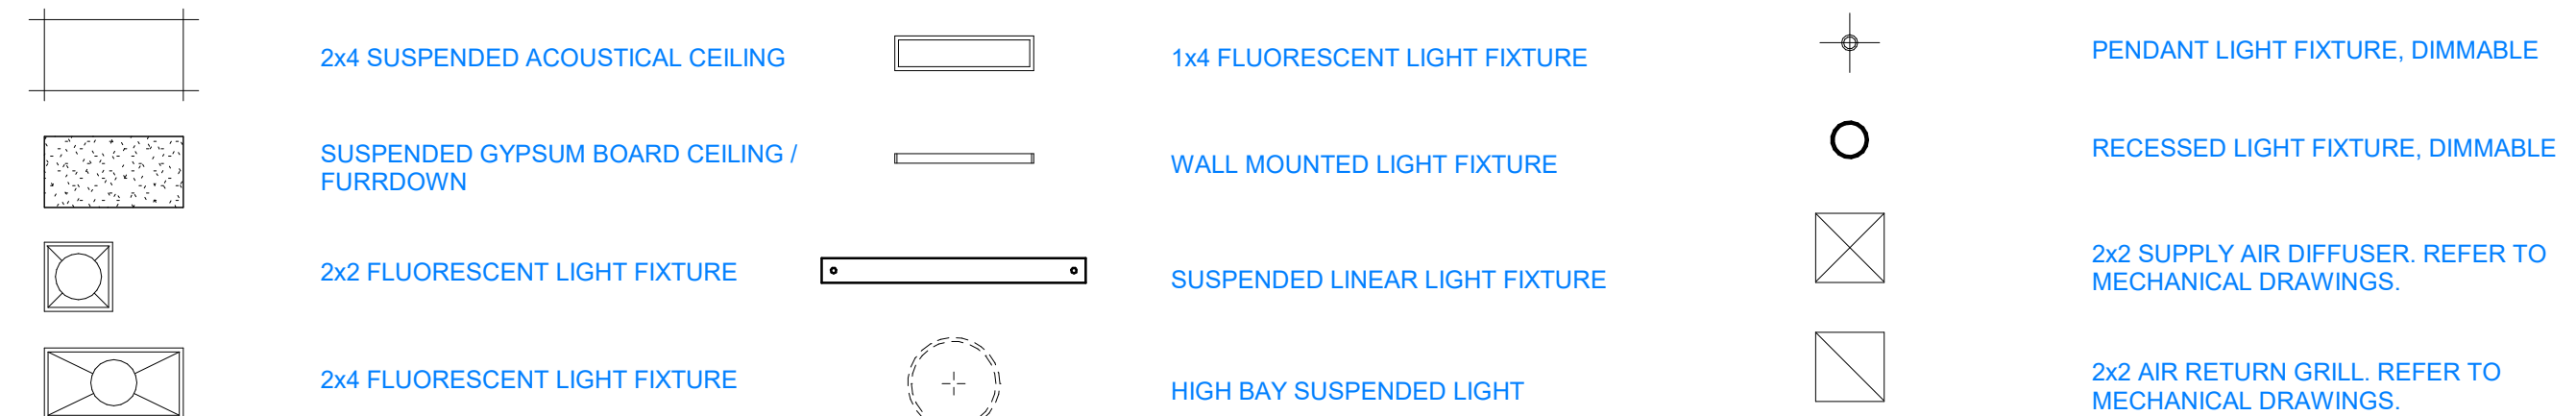 2x4 SUSPENDED ACOUSTICAL CEILING
SUSPENDED GYPSUM BOARD CEILING /
FURRDOWN
2x2 FLUORESCENT LIGHT FIXTURE
2x4 FLUORESCENT LIGHT FIXTURE
1x4 FLUORESCENT LIGHT FIXTURE
WALL MOUNTED LIGHT FIXTURE
SUSPENDED LINEAR LIGHT FIXTURE
HIGH BAY SUSPENDED LIGHT
PENDANT LIGHT FIXTURE, DIMMABLE
RECESSED LIGHT FIXTURE, DIMMABLE
2x2 SUPPLY AIR DIFFUSER. REFER TO
MECHANICAL DRAWINGS.
2x2 AIR RETURN GRILL. REFER TO
MECHANICAL DRAWINGS.